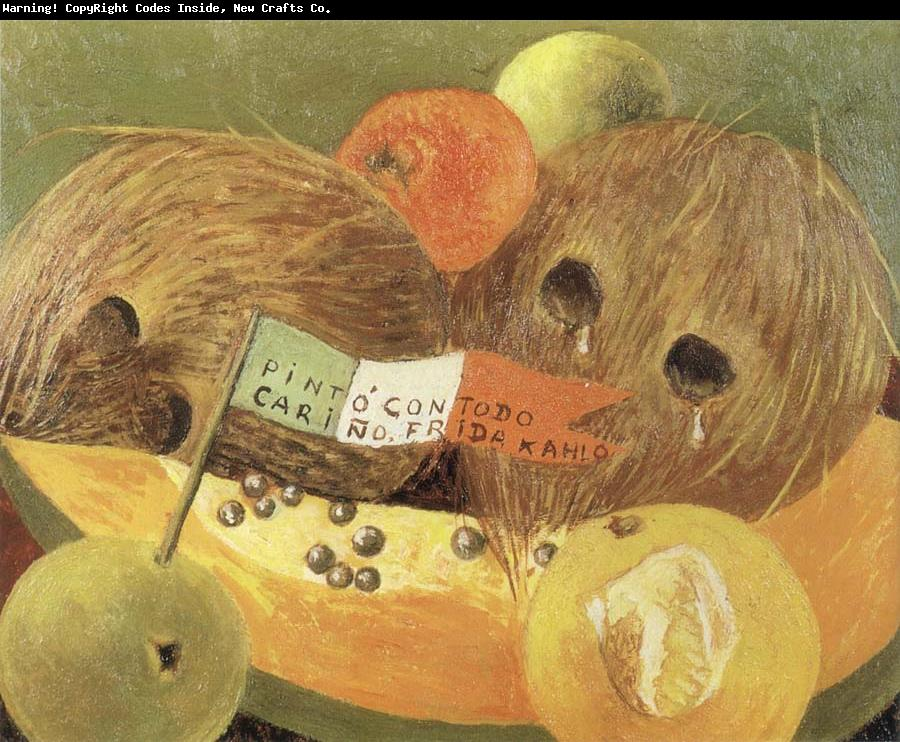 Warning! CopyRight Codes Inside, New Crafts Co.
PINTÓ CON TODO
CARIÑO, FRIDA KAHLO